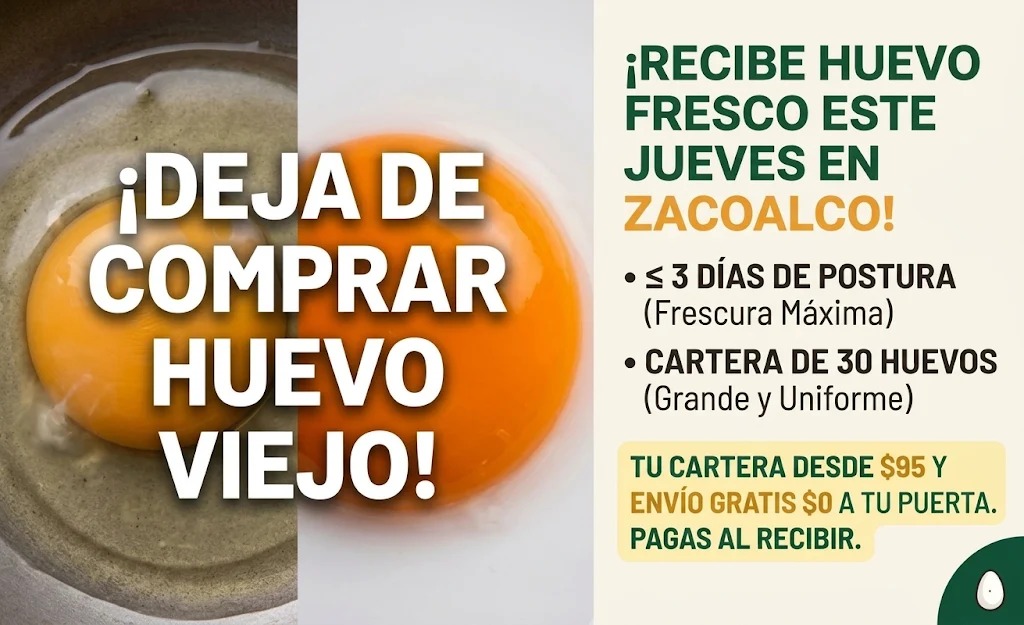 ¡DEJA DE
COMPRAR
HUEVO
VIEJO!
¡RECIBE HUEVO
FRESCO ESTE
JUEVES EN
ZACOALCO!
• ≤ 3 DÍAS DE POSTURA
(Frescura Máxima)
• CARTERA DE 30 HUEVOS
(Grande y Uniforme)
TU CARTERA DESDE $95 Y
ENVÍO GRATIS $0 A TU PUERTA.
PAGAS AL RECIBIR.